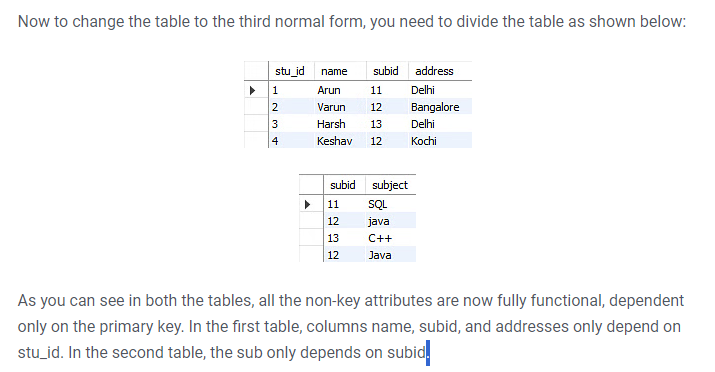 Now to change the table to the third normal form, you need to divide the table as shown below:
stu_id name subid address
1 Arun 11 Delhi
2 Varun 12 Bangalore
3 Harsh 13 Delhi
4 Keshav 12 Kochi
subid subject
11 SQL
12 java
13 C++
12 Java
As you can see in both the tables, all the non-key attributes are now fully functional, dependent
only on the primary key. In the first table, columns name, subid, and addresses only depend on
stu_id. In the second table, the sub only depends on subid.